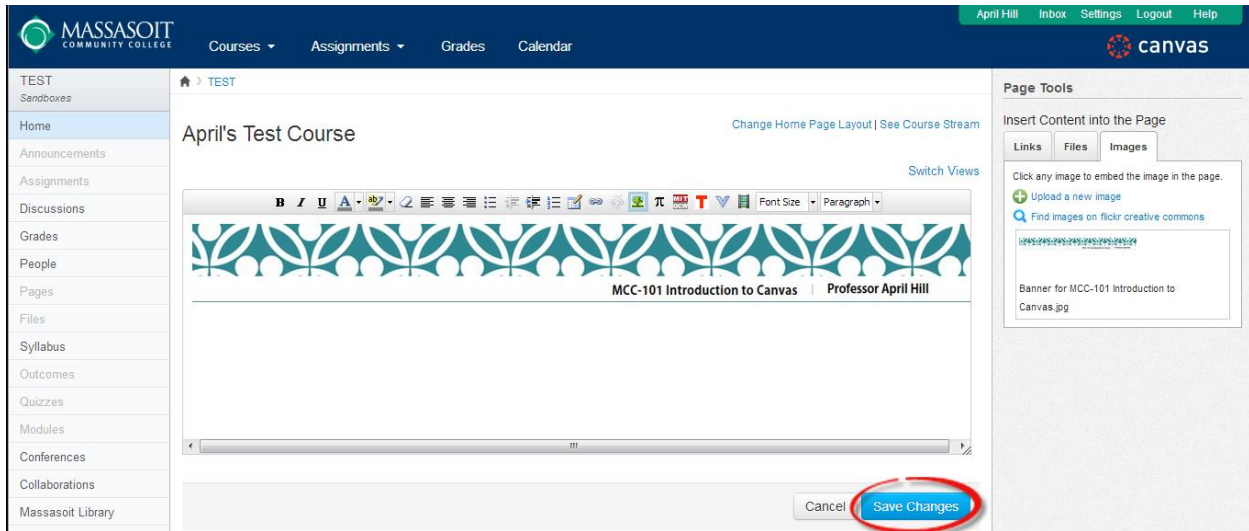 April Hill Inbox Settings Logout Help
MASSASOIT
COMMUNITY COLLEGE
Courses Assignments Grades Calendar
canvas
TEST
Sandboxes
Home
Announcements
Assignments
Discussions
Grades
People
Pages
Files
Syllabus
Outcomes
Quizzes
Modules
Conferences
Collaborations
Massasoit Library
TEST
April's Test Course
Change Home Page Layout | See Course Stream
Switch Views
B I U A ab π T V Font Size Paragraph
MCC-101 Introduction to Canvas | Professor April Hill
Cancel Save Changes
Page Tools
Insert Content into the Page
Links Files Images
Click any image to embed the image in the page.
Upload a new image
Find images on flickr creative commons
Banner for MCC-101 Introduction to
Canvas.jpg